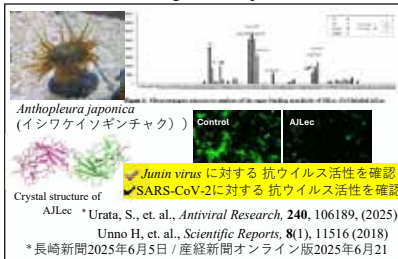 Anthopleura japonica
(イシワケイソギンチャク））
Control
AJLec
Junin virus に対する 抗ウイルス活性を確認
✔SARS-CoV-2に対する 抗ウイルス活性を確認
Crystal structure of
AJLec
*Urata, S., et. al., Antiviral Research, 240, 106189, (2025)
Unno H, et. al., Scientific Reports, 8(1), 11516 (2018)
*長崎新聞2025年6月5日 / 産経新聞オンライン版2025年6月21